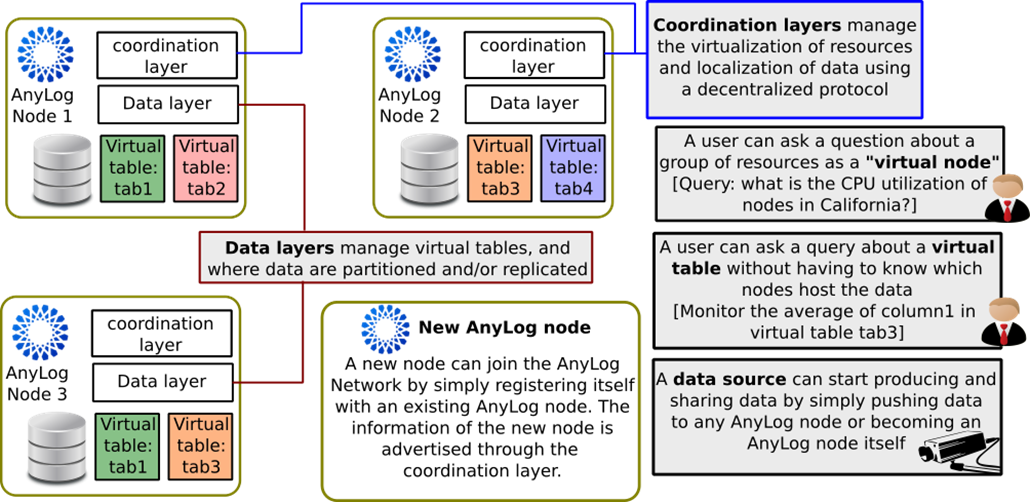 coordination
layer
AnyLog
Node 1
Data layer
Virtual
table:
tab1
Virtual
table:
tab2
coordination
layer
AnyLog
Node 2
Data layer
Virtual
table:
tab3
Virtual
table:
tab4
Coordination layers manage
the virtualization of resources
and localization of data using
a decentralized protocol
A user can ask a question about a
group of resources as a "virtual node"
[Query: what is the CPU utilization of
nodes in California?]
Data layers manage virtual tables, and
where data are partitioned and/or replicated
A user can ask a query about a virtual
table without having to know which
nodes host the data
[Monitor the average of column1 in
virtual table tab3]
coordination
layer
AnyLog
Node 3
Data layer
Virtual
table:
tab1
Virtual
table:
tab3
New AnyLog node
A new node can join the AnyLog
Network by simply registering itself
with an existing AnyLog node. The
information of the new node is
advertised through the
coordination layer.
A data source can start producing and
sharing data by simply pushing data
to any AnyLog node or becoming an
AnyLog node itself